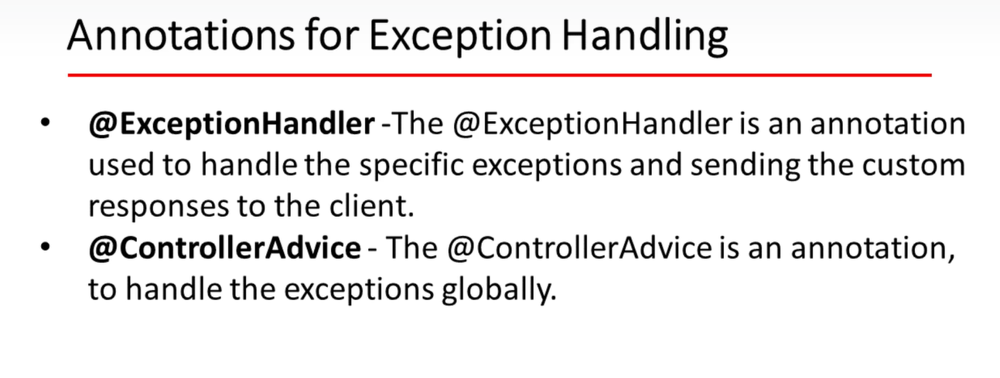 Annotations for Exception Handling
• @ExceptionHandler -The @ExceptionHandler is an annotation
used to handle the specific exceptions and sending the custom
responses to the client.
• @ControllerAdvice - The @ControllerAdvice is an annotation,
to handle the exceptions globally.